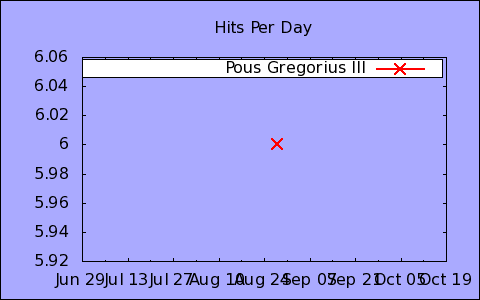 Hits Per Day
Pous Gregorius III
6.06
6.04
6.02
6
5.98
5.96
5.94
5.92
Jun 29 Jul 13 Jul 27 Aug 10 Aug 24 Sep 07 Sep 21 Oct 05 Oct 19